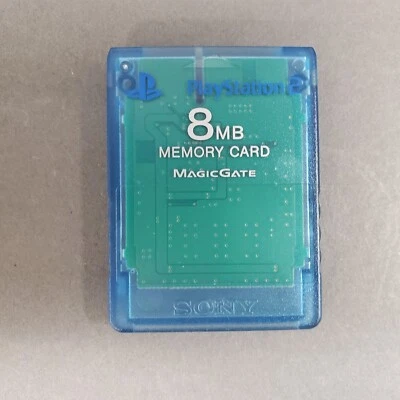 PlayStation 2
8MB
MEMORY CARD
MAGICGATE
SONY